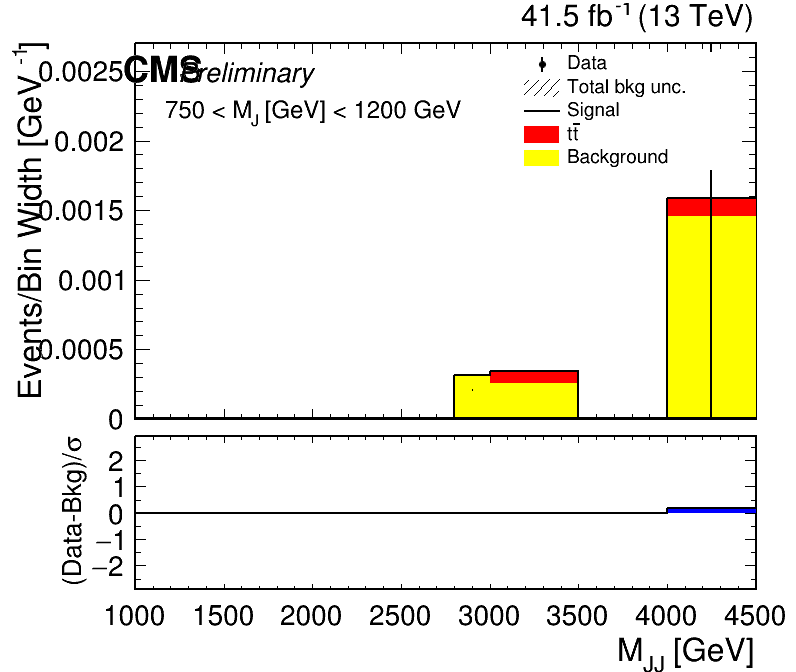 41.5 fb⁻¹ (13 TeV)
CMS Preliminary
750 < M_J [GeV] < 1200 GeV
Data
Total bkg unc.
Signal
tt̄
Background
Events/Bin Width [GeV⁻¹]
0.0025
0.002
0.0015
0.001
0.0005
0
(Data-Bkg)/σ
2
1
0
−1
−2
1000 1500 2000 2500 3000 3500 4000 4500
M_JJ [GeV]